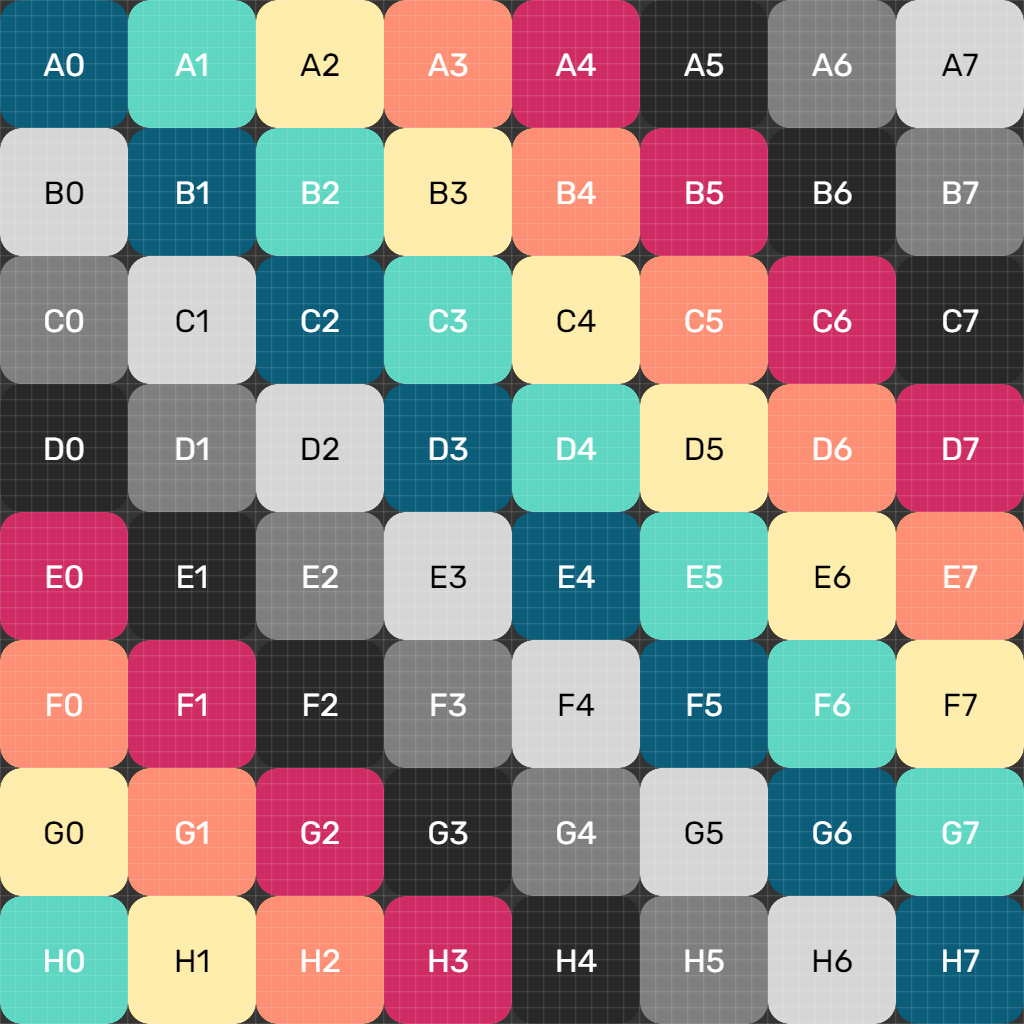 A0 A1 A2 A3 A4 A5 A6 A7
B0 B1 B2 B3 B4 B5 B6 B7
C0 C1 C2 C3 C4 C5 C6 C7
D0 D1 D2 D3 D4 D5 D6 D7
E0 E1 E2 E3 E4 E5 E6 E7
F0 F1 F2 F3 F4 F5 F6 F7
G0 G1 G2 G3 G4 G5 G6 G7
H0 H1 H2 H3 H4 H5 H6 H7